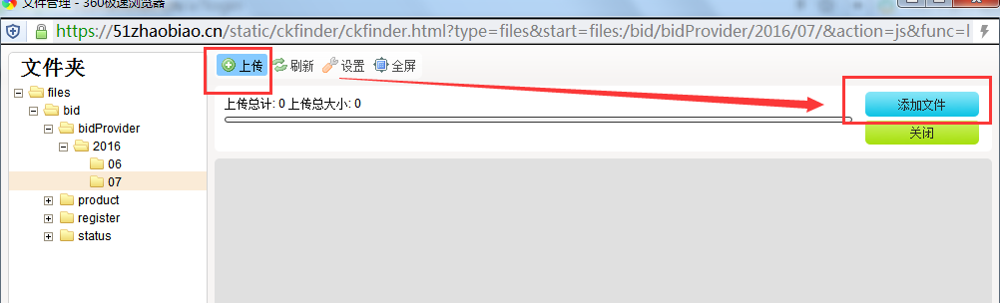 文件管理 - 360极速浏览器
https://51zhaobiao.cn/static/ckfinder/ckfinder.html?type=files&start=files:/bid/bidProvider/2016/07/&action=js&func=
文件夹
上传 刷新 设置 全屏
files
bid
bidProvider
2016
06
07
product
register
status
上传总计: 0 上传总大小: 0
添加文件
关闭